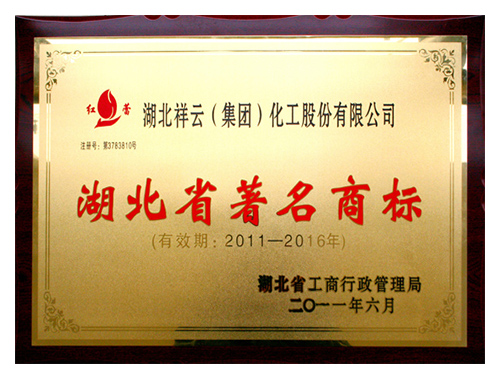 红 蕾 湖北祥云（集团）化工股份有限公司
注册号：第3783810号
湖北省著名商标
(有效期：2011—2016年)
湖北省工商行政管理局
二〇一一年六月